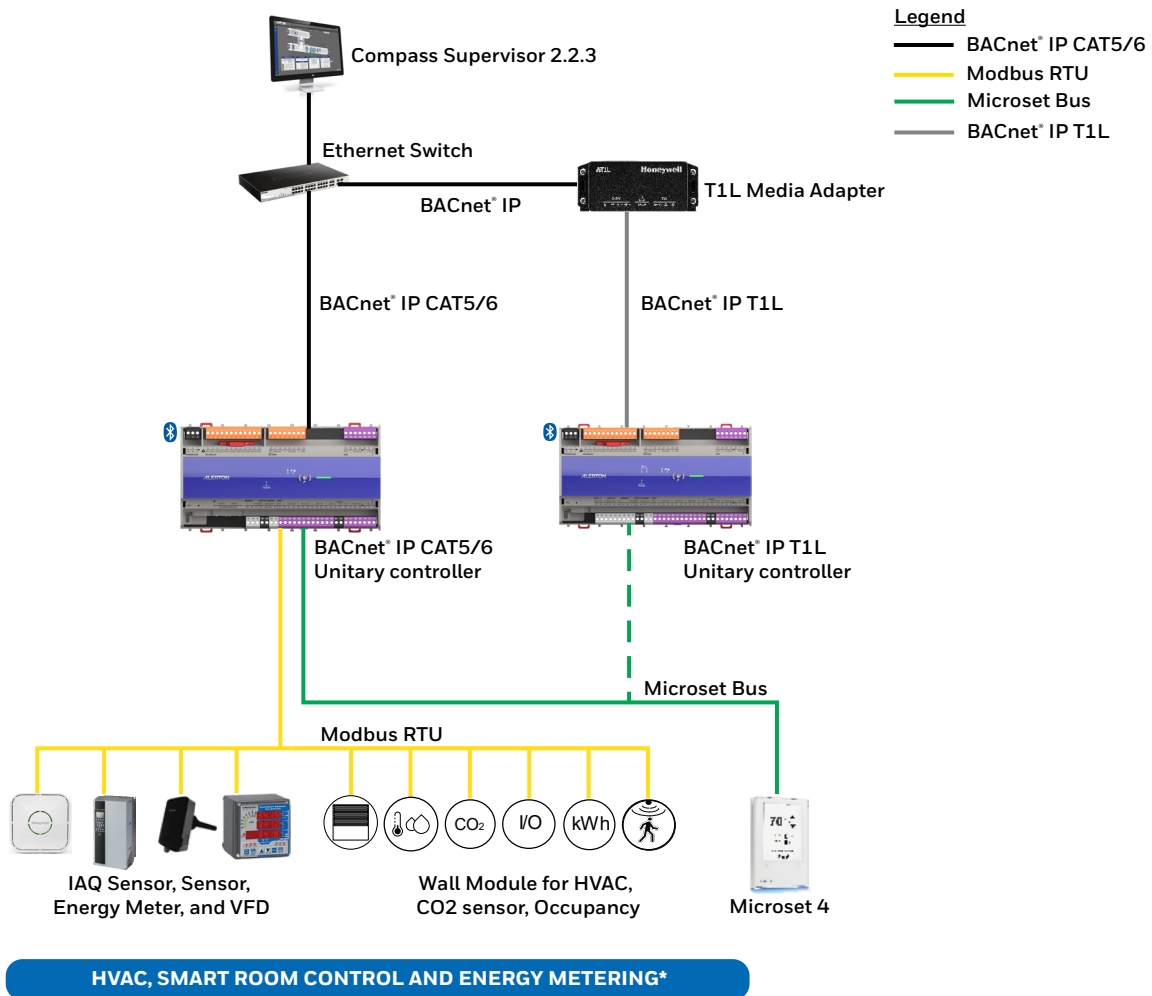 Legend
BACnet® IP CAT5/6
Modbus RTU
Microset Bus
BACnet® IP T1L
Compass Supervisor 2.2.3
Ethernet Switch
BACnet® IP
AT1L Honeywell
T1L Media Adapter
BACnet® IP CAT5/6
BACnet® IP T1L
ALERTON
ALERTON
BACnet® IP CAT5/6
Unitary controller
BACnet® IP T1L
Unitary controller
Microset Bus
Modbus RTU
CO2
I/O
kWh
70
IAQ Sensor, Sensor,
Energy Meter, and VFD
Wall Module for HVAC,
CO2 sensor, Occupancy
Microset 4
HVAC, SMART ROOM CONTROL AND ENERGY METERING*